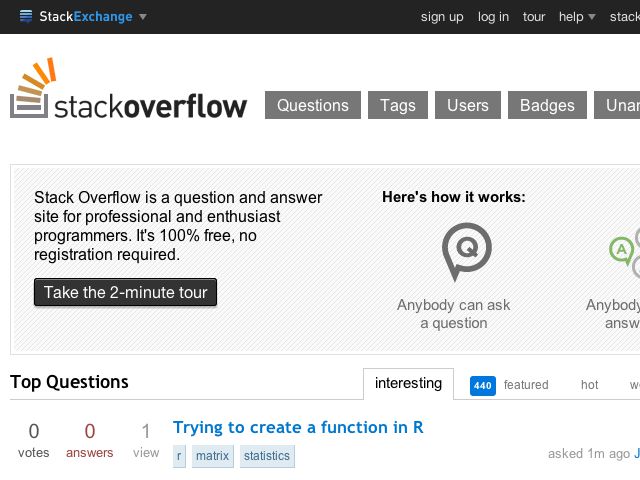 StackExchange sign up log in tour help stack
stackoverflow Questions Tags Users Badges Unan
Stack Overflow is a question and answer
site for professional and enthusiast
programmers. It's 100% free, no
registration required.
Take the 2-minute tour
Here's how it works:
Q
Anybody can ask
a question
A
Anybody
answ
Top Questions interesting 440 featured hot
0 votes 0 answers 1 view
Trying to create a function in R
r matrix statistics
asked 1m ago J